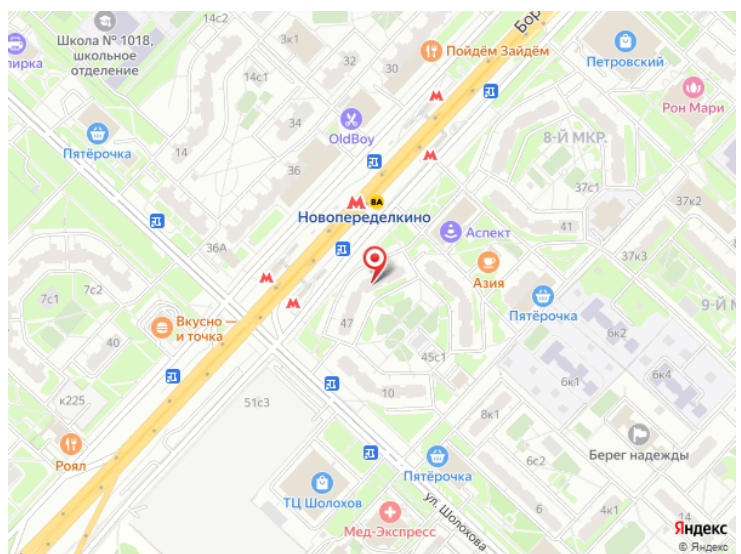 14с2
Школа № 1018,
школьное
отделение
3к1
32
30
Пойдём Зайдём
Бор
Петровский
14с1
Рон Мари
34
OldBoy
8-Й МКР.
Пятёрочка
14
36
37с1
8А
Новопеределкино
37к2
41
Аспект
36А
37к3
Азия
7с1
7с2
Пятёрочка
9-Й М
Вкусно —
и точка
47
40
6к2
45с1
6к1
6к4
10
к225
51с3
8к1
Роял
Берег надежды
6с2
Пятёрочка
ТЦ Шолохов
ул. Шолохова
6
4к1
14
Мед-Экспресс
Яндекс
© Яндекс